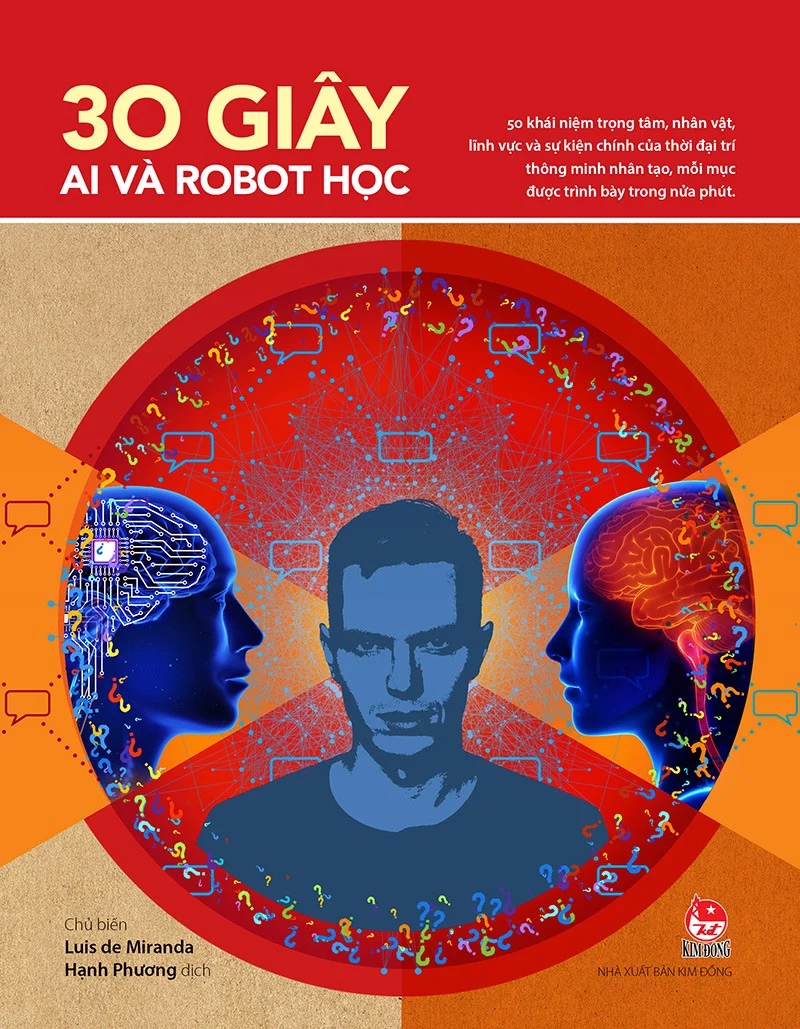 30 GIÂY
AI VÀ ROBOT HỌC
50 khái niệm trọng tâm, nhân vật,
lĩnh vực và sự kiện chính của thời đại trí
thông minh nhân tạo, mỗi mục
được trình bày trong nửa phút.
Chủ biên
Luis de Miranda
Hạnh Phương dịch
KIM ĐỒNG
NHÀ XUẤT BẢN KIM ĐỒNG